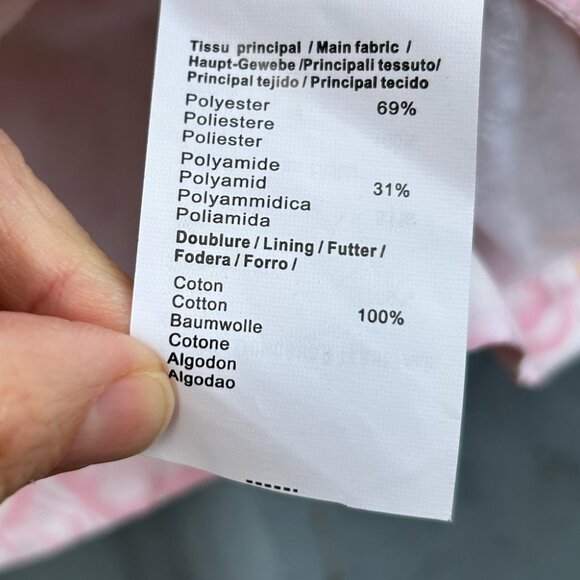 Tissu principal / Main fabric /
Haupt-Gewebe /Principali tessuto/
Principal tejido / Principal tecido
Polyester 69%
Poliestere
Poliester
Polyamide
Polyamid 31%
Polyammidica
Poliamida
Doublure / Lining / Futter /
Fodera / Forro /
Coton
Cotton
Baumwolle 100%
Cotone
Algodon
Algodao